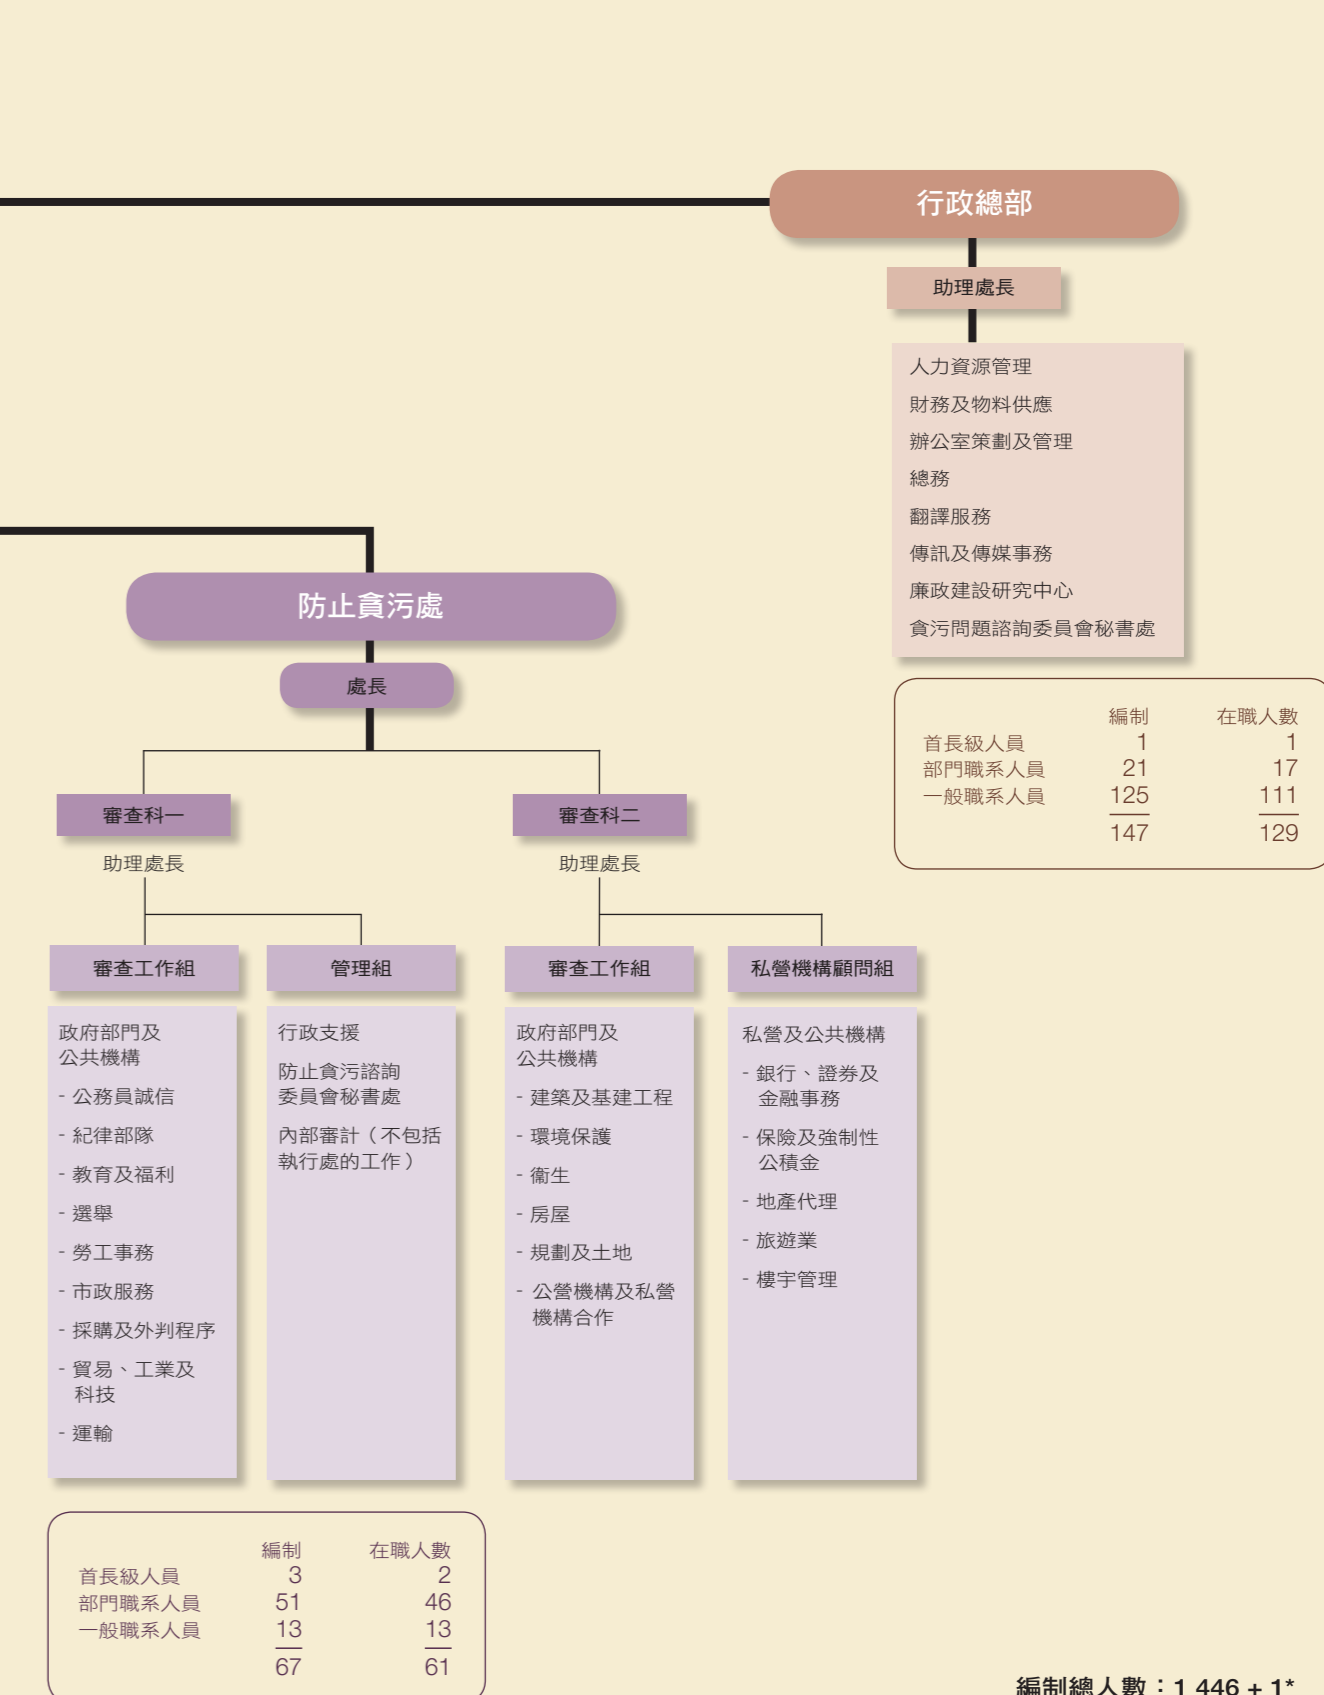 行政總部
助理處長
人力資源管理
財務及物料供應
辦公室策劃及管理
總務
翻譯服務
傳訊及傳媒事務
廉政建設研究中心
貪污問題諮詢委員會秘書處
編制 在職人數
首長級人員 1 1
部門職系人員 21 17
一般職系人員 125 111
147 129
防止貪污處
處長
審查科一
助理處長
審查工作組
政府部門及
公共機構
- 公務員誠信
- 紀律部隊
- 教育及福利
- 選舉
- 勞工事務
- 市政服務
- 採購及外判程序
- 貿易、工業及
科技
- 運輸
管理組
行政支援
防止貪污諮詢
委員會秘書處
內部審計（不包括
執行處的工作）
審查科二
助理處長
審查工作組
政府部門及
公共機構
- 建築及基建工程
- 環境保護
- 衞生
- 房屋
- 規劃及土地
- 公營機構及私營
機構合作
私營機構顧問組
私營及公共機構
- 銀行、證券及
金融事務
- 保險及強制性
公積金
- 地產代理
- 旅遊業
- 樓宇管理
編制 在職人數
首長級人員 3 2
部門職系人員 51 46
一般職系人員 13 13
67 61
編制總人數：1 446 + 1*